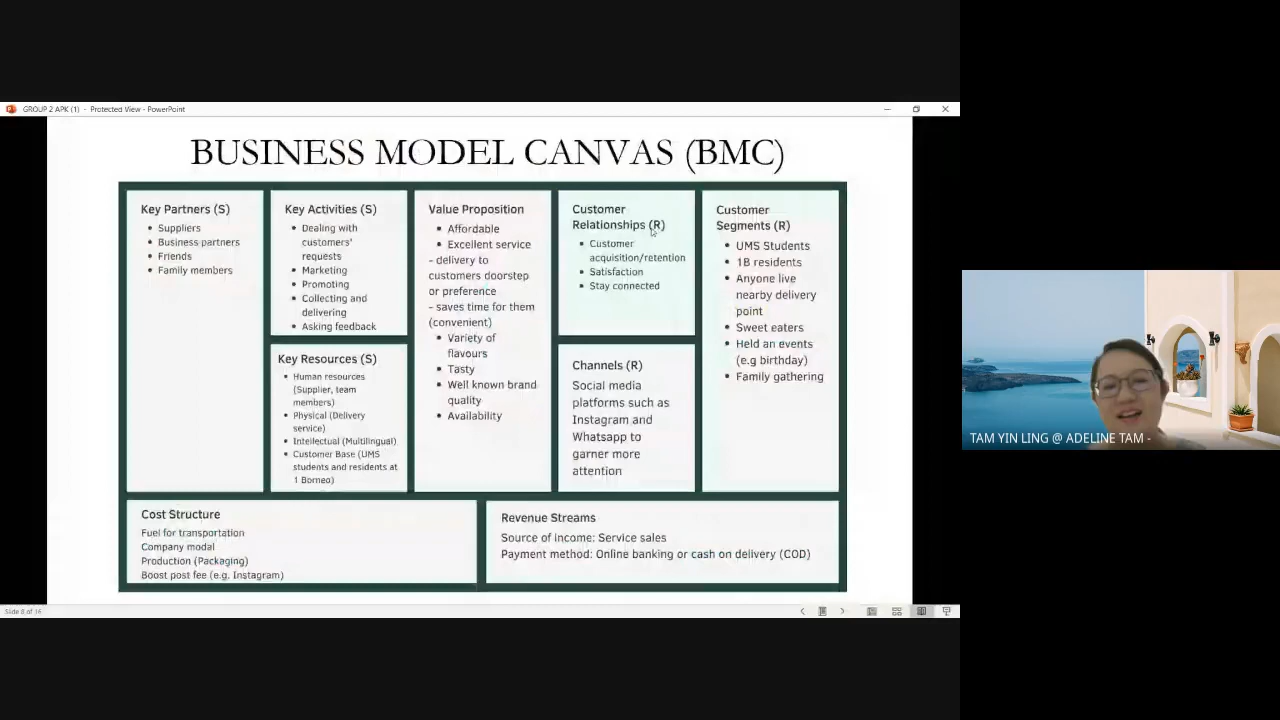 GROUP 2 APK (1) - Protected View - PowerPoint
BUSINESS MODEL CANVAS (BMC)
Key Partners (S)
Suppliers
Business partners
Friends
Family members
Key Activities (S)
Dealing with
customers'
requests
Marketing
Promoting
Collecting and
delivering
Asking feedback
Key Resources (S)
Human resources
(Supplier, team
members)
Physical (Delivery
service)
Intellectual (Multilingual)
Customer Base (UMS
students and residents at
1 Borneo)
Value Proposition
Affordable
Excellent service
- delivery to
customers doorstep
or preference
- saves time for them
(convenient)
Variety of
flavours
Tasty
Well known brand
quality
Availability
Customer
Relationships (R)
Customer
acquisition/retention
Satisfaction
Stay connected
Channels (R)
Social media
platforms such as
Instagram and
Whatsapp to
garner more
attention
Customer
Segments (R)
UMS Students
1B residents
Anyone live
nearby delivery
point
Sweet eaters
Held an events
(e.g birthday)
Family gathering
Cost Structure
Fuel for transportation
Company modal
Production (Packaging)
Boost post fee (e.g. Instagram)
Revenue Streams
Source of income: Service sales
Payment method: Online banking or cash on delivery (COD)
Slide 8 of 16
TAM YIN LING @ ADELINE TAM -